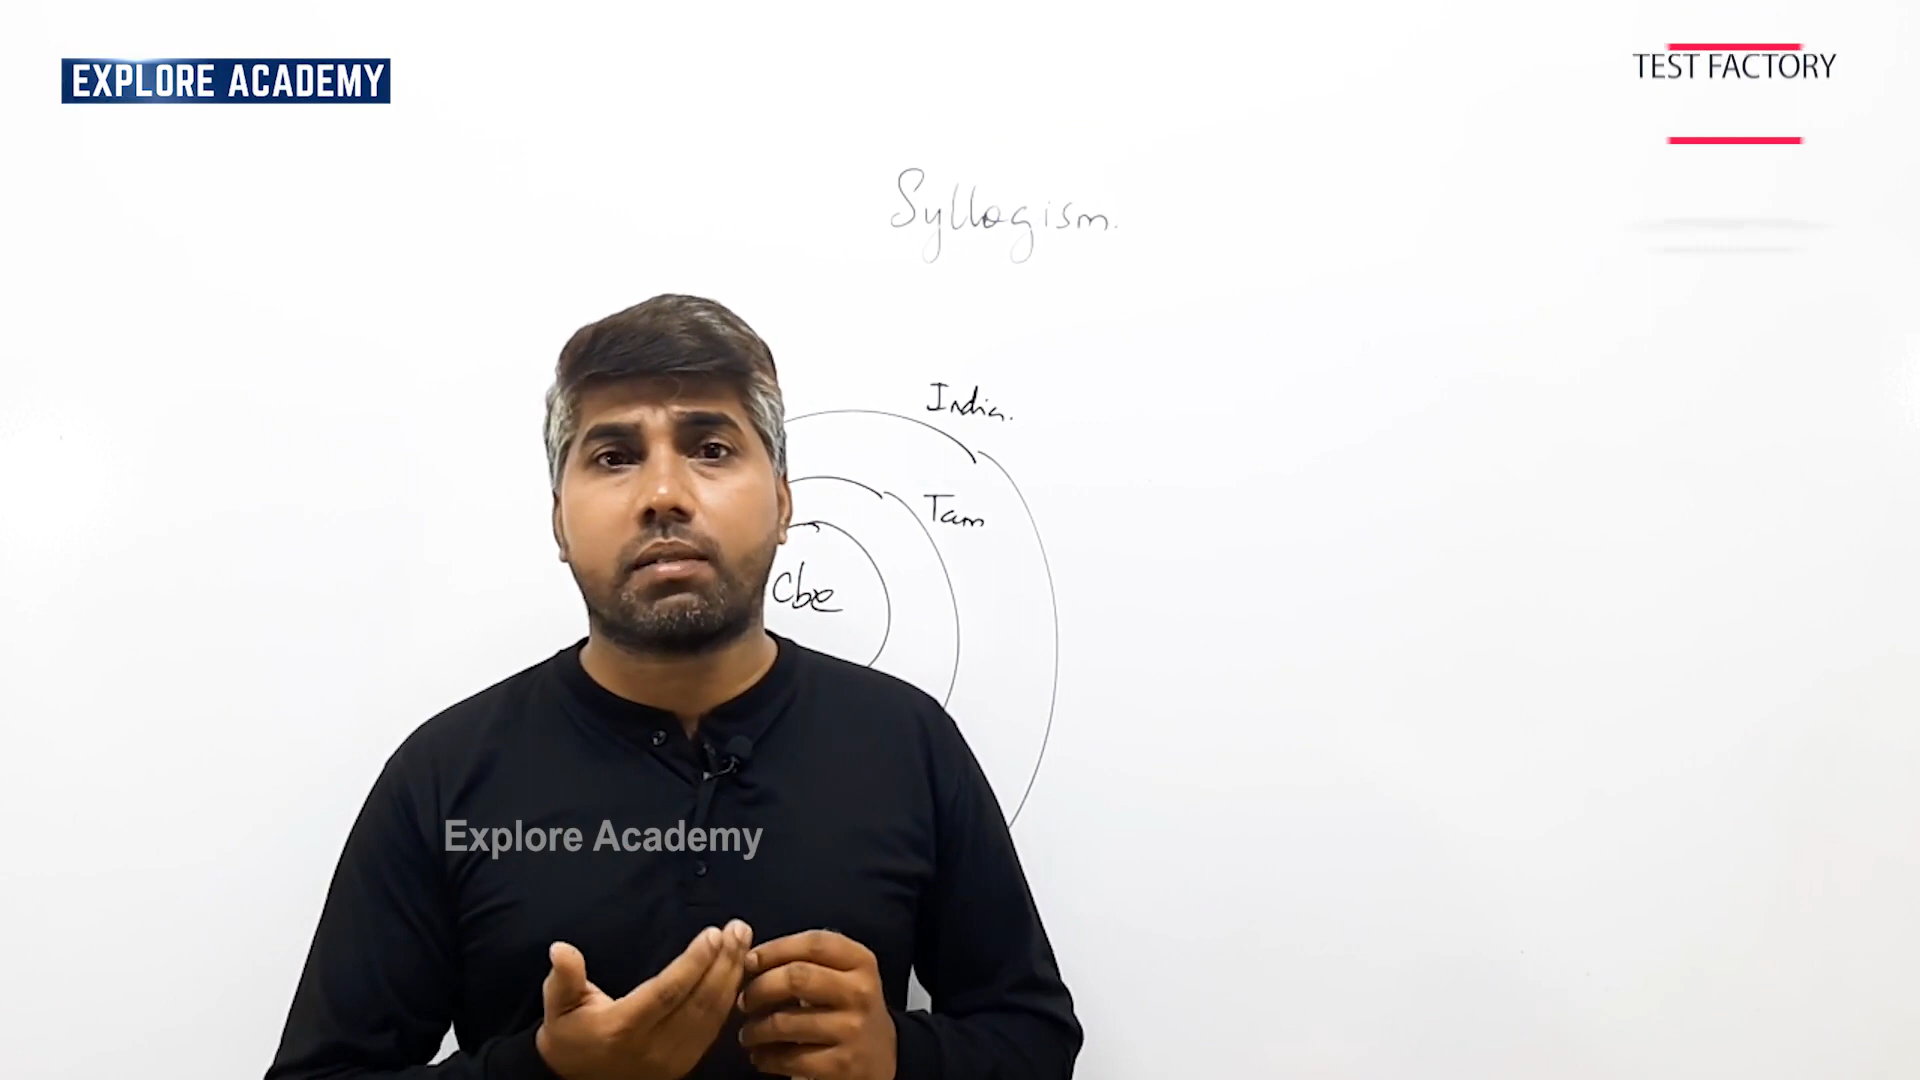 EXPLORE ACADEMY
TEST FACTORY
Syllogism.
India.
Tam
Cbe
Explore Academy